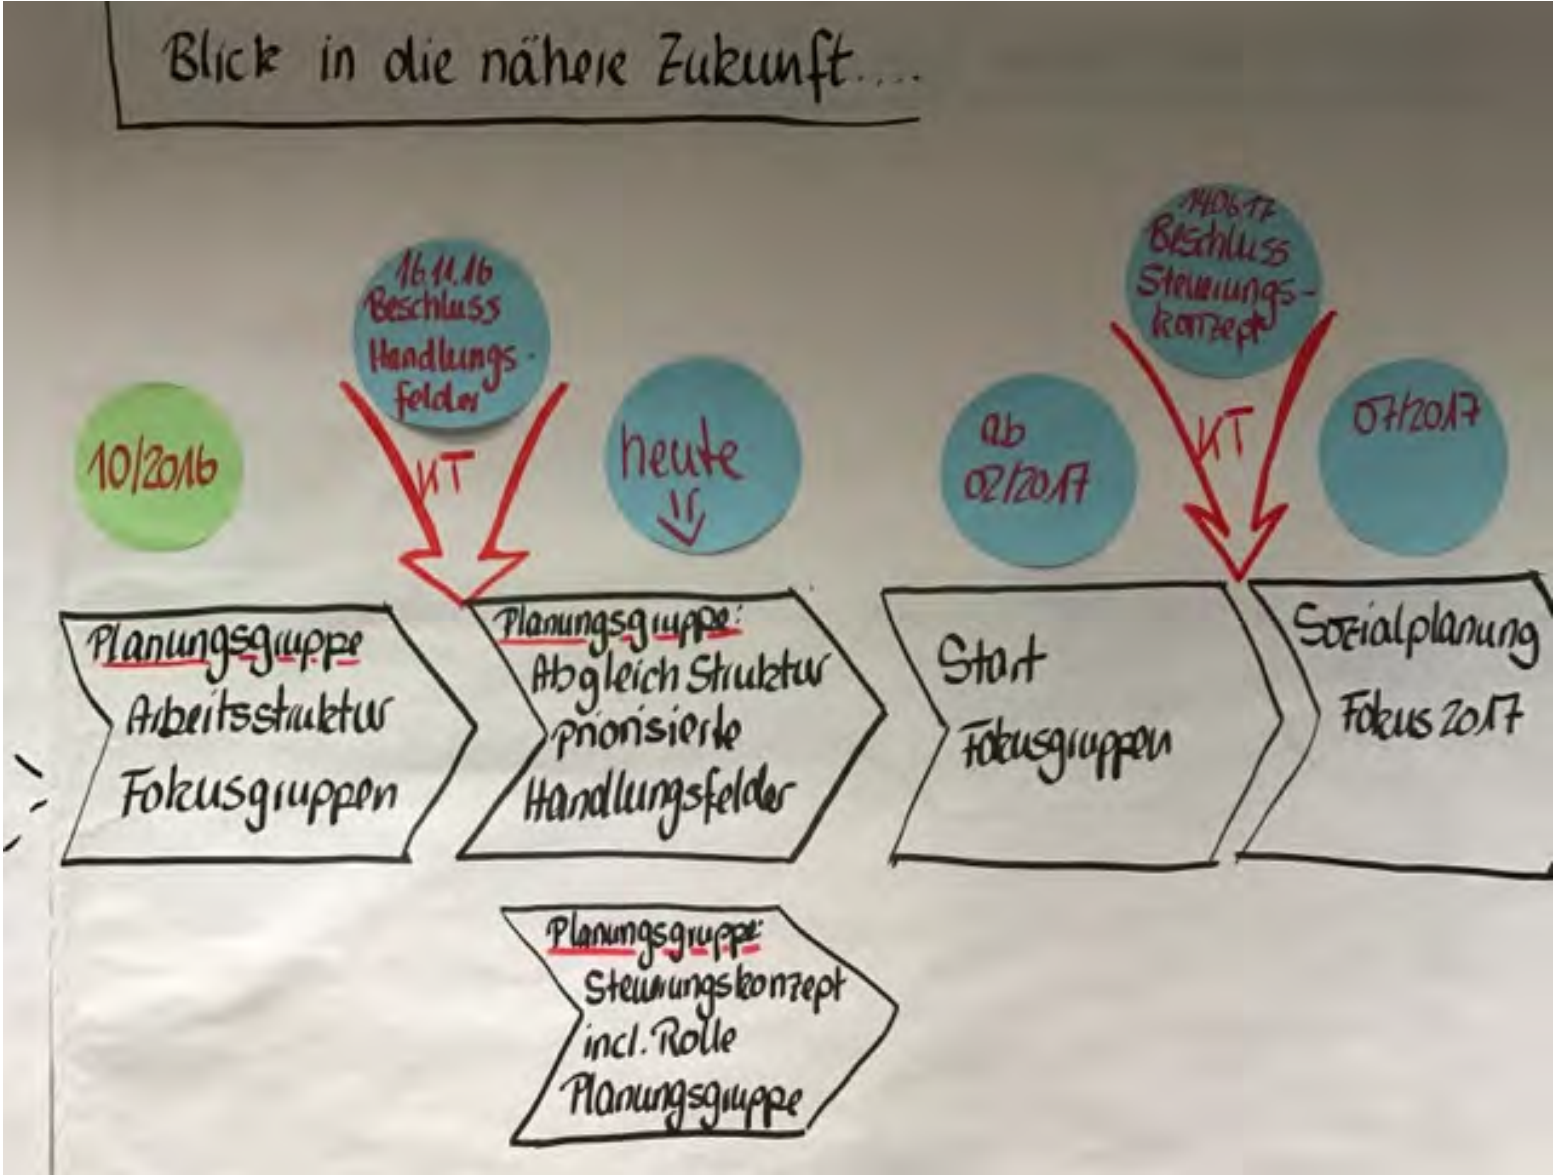 Blick in die nähere Zukunft....
10/2016
16.11.16
Beschluss
Handlungs-
felder
KT
heute
ab
02/2017
14.06.17
Beschluss
Steuerungs-
konzept
KT
07/2017
Planungsgruppe
Arbeitsstruktur
Fokusgruppen
Planungsgruppe:
Abgleich Struktur
priorisierte
Handlungsfelder
Start
Fokusgruppen
Sozialplanung
Fokus 2017
Planungsgruppe:
Steuerungskonzept
incl. Rolle
Planungsgruppe